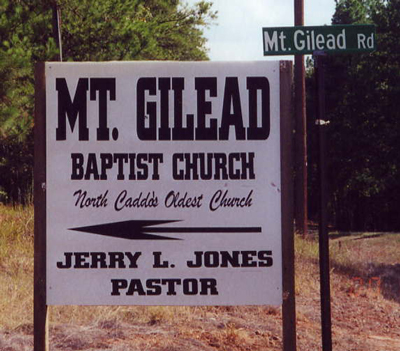 Mt. Gilead Rd
MT. GILEAD
BAPTIST CHURCH
North Caddo's Oldest Church
JERRY L. JONES
PASTOR